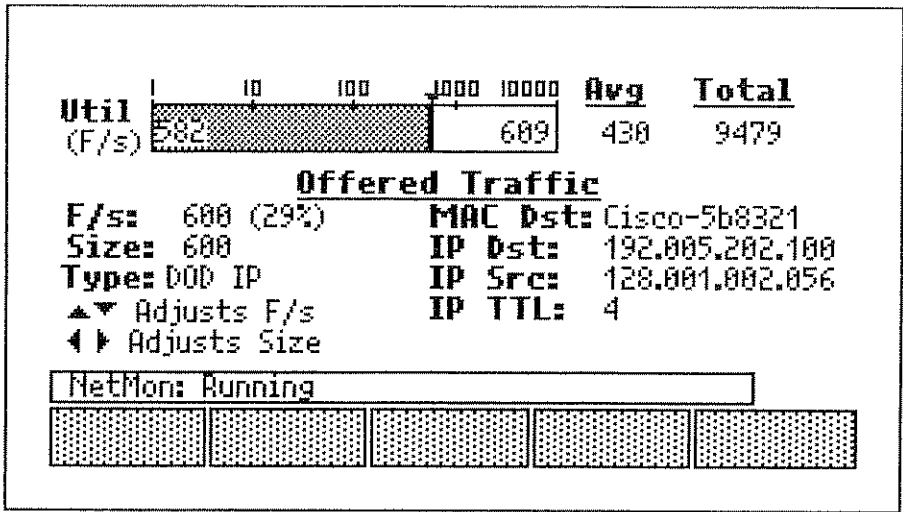 1 10 100 1000 10000 Avg Total
Util
(F/s) 582 609 430 9479
Offered Traffic
F/s: 600 (29%) MAC Dst: Cisco-5b8321
Size: 600 IP Dst: 192.005.202.100
Type: DOD IP IP Src: 128.001.002.056
▲▼ Adjusts F/s IP TTL: 4
◀ ▶ Adjusts Size
NetMon: Running